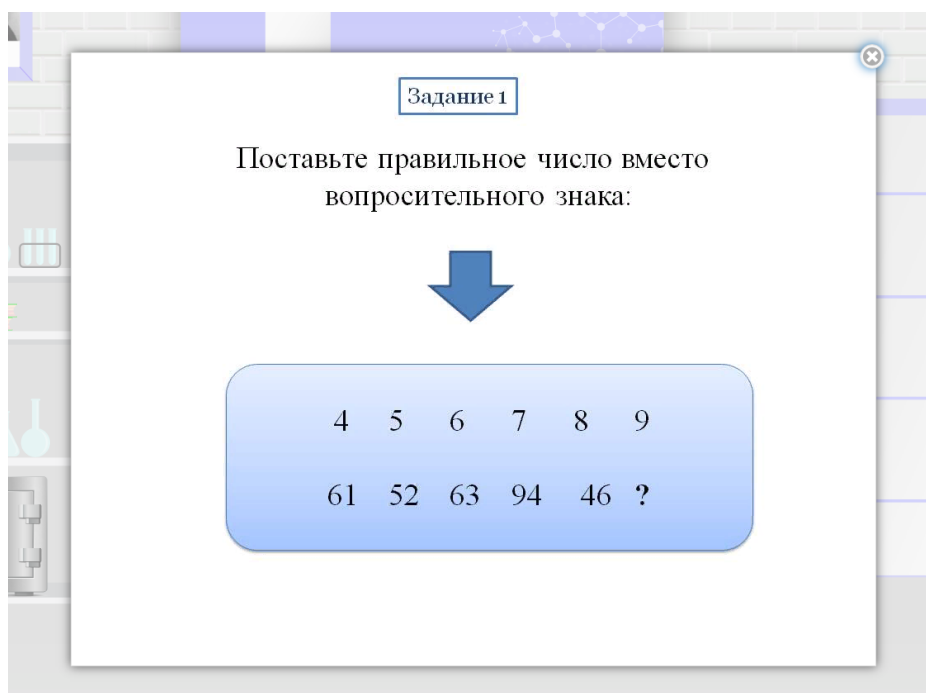 Задание 1
Поставьте правильное число вместо
вопросительного знака:
4 5 6 7 8 9
61 52 63 94 46 ?